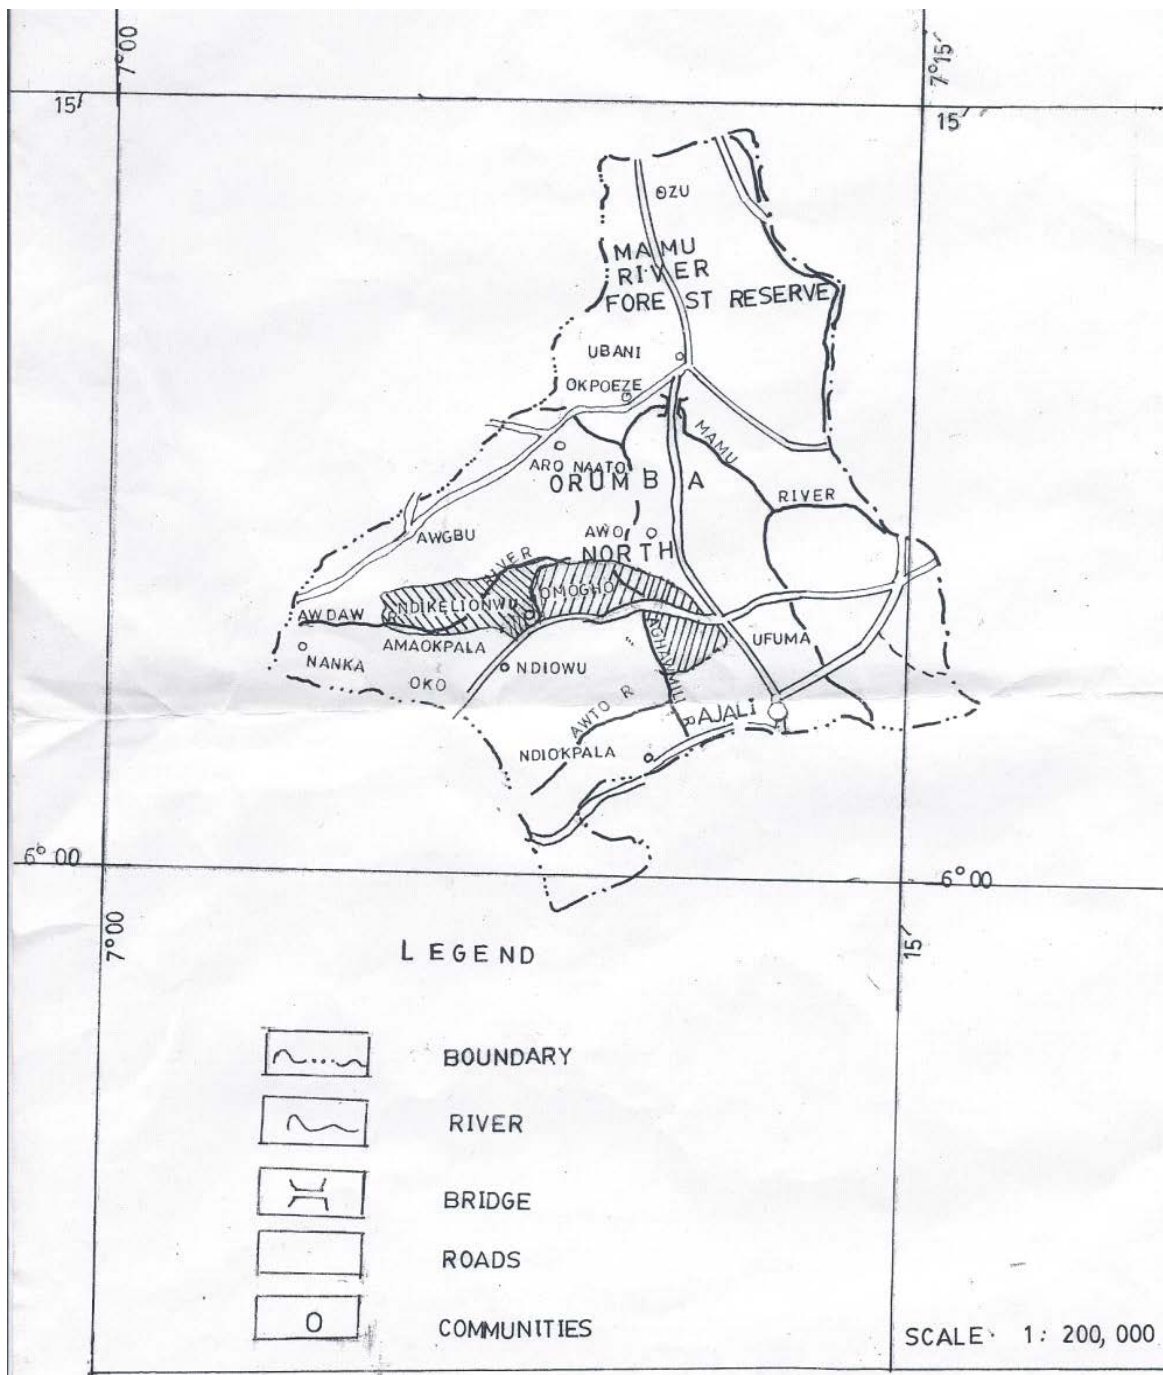 7°00
7°15′
15′
15′
OZU
MAMU
RIVER
FOREST RESERVE
UBANI
OKPOEZE
MAMU
ARO NAATO
ORUMBA
RIVER
AWGBU
AWO
NORTH
RIVER
OMOGHO
NDIKELIONWU
AWDAW R
AGHAVMILI R
UFUMA
AMAOKPALA
NANKA
NDIOWU
OKO
AWTO R
AJALI
NDIOKPALA
6°00
6°00
7°00
15′
LEGEND
BOUNDARY
RIVER
BRIDGE
ROADS
COMMUNITIES
SCALE 1: 200,000